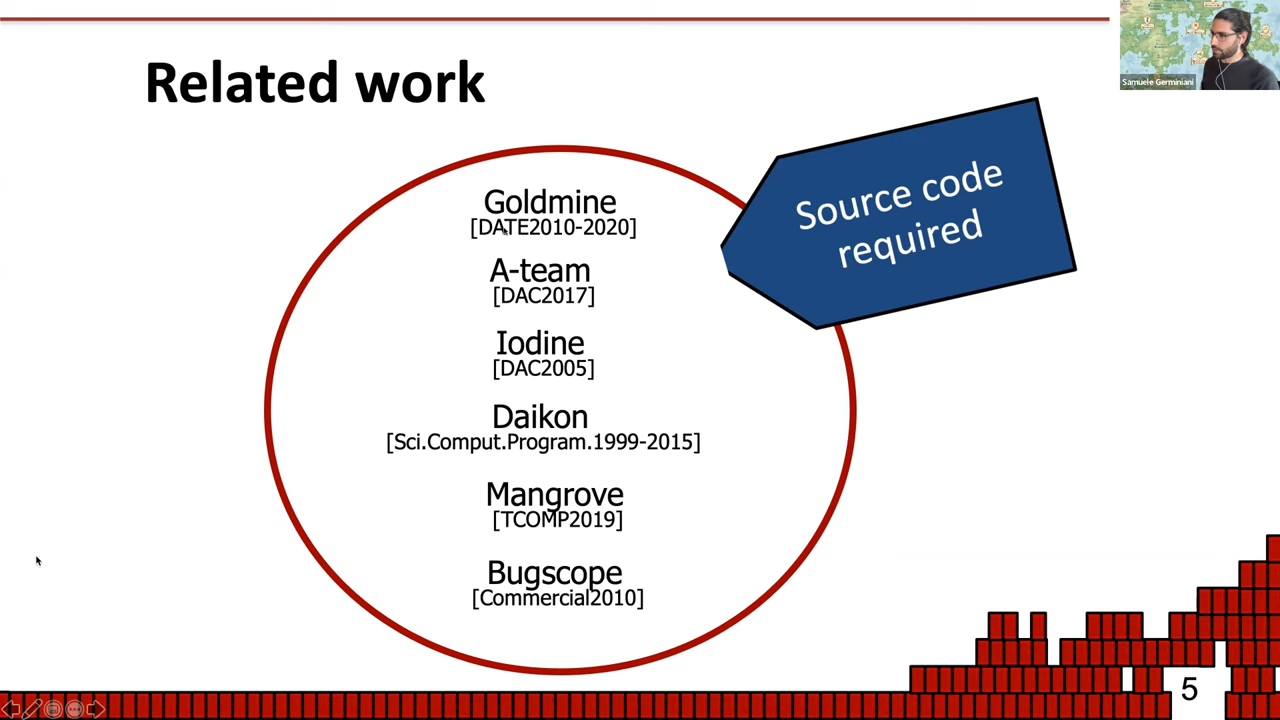 Related work
Samuele Germiniani
Source code
required
Goldmine
[DATE2010-2020]
A-team
[DAC2017]
Iodine
[DAC2005]
Daikon
[Sci.Comput.Program.1999-2015]
Mangrove
[TCOMP2019]
Bugscope
[Commercial2010]
5